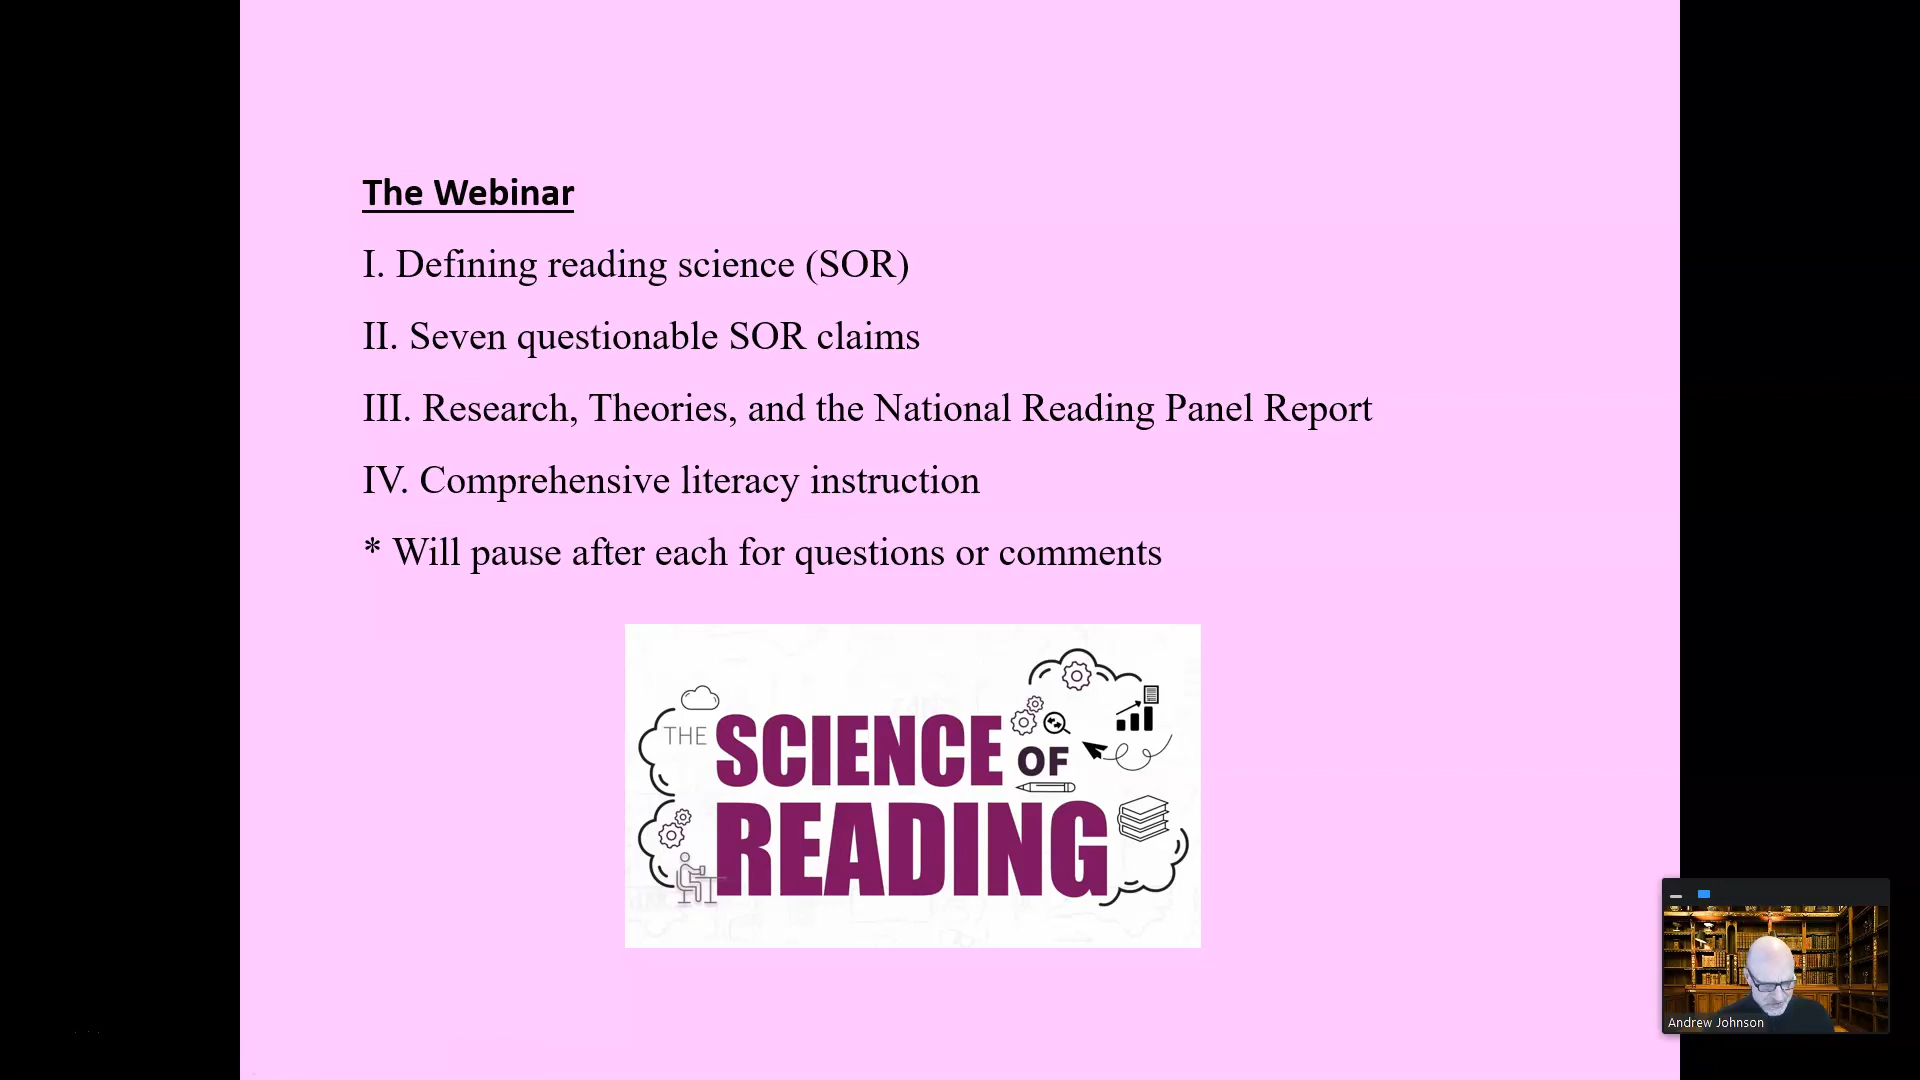 The Webinar
I. Defining reading science (SOR)
II. Seven questionable SOR claims
III. Research, Theories, and the National Reading Panel Report
IV. Comprehensive literacy instruction
* Will pause after each for questions or comments
THE SCIENCE
OF
READING
Andrew Johnson